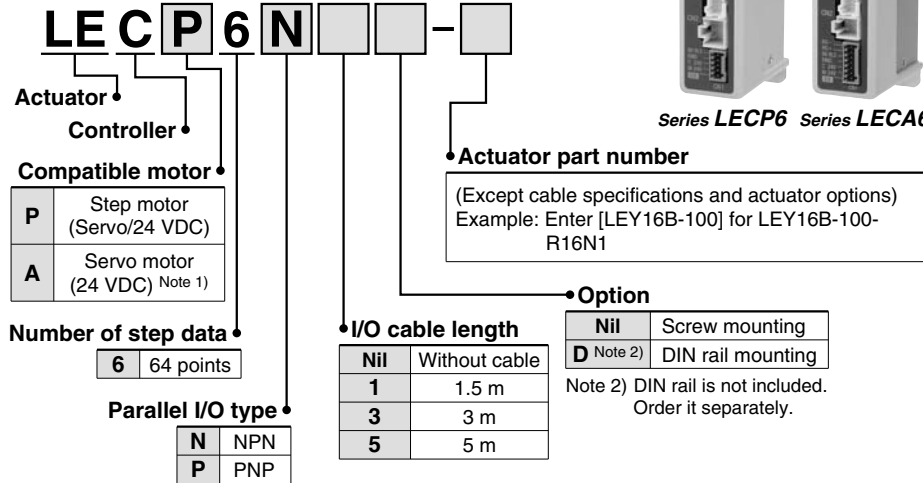 LECP6N -
Series LECP6 Series LECA6
Actuator
Controller
Compatible motor
P Step motor
(Servo/24 VDC)
A Servo motor
(24 VDC) Note 1)
Number of step data
6 64 points
Parallel I/O type
N NPN
P PNP
I/O cable length
Nil Without cable
1 1.5 m
3 3 m
5 5 m
Actuator part number
(Except cable specifications and actuator options)
Example: Enter [LEY16B-100] for LEY16B-100-
R16N1
Option
Nil Screw mounting
D Note 2) DIN rail mounting
Note 2) DIN rail is not included.
Order it separately.